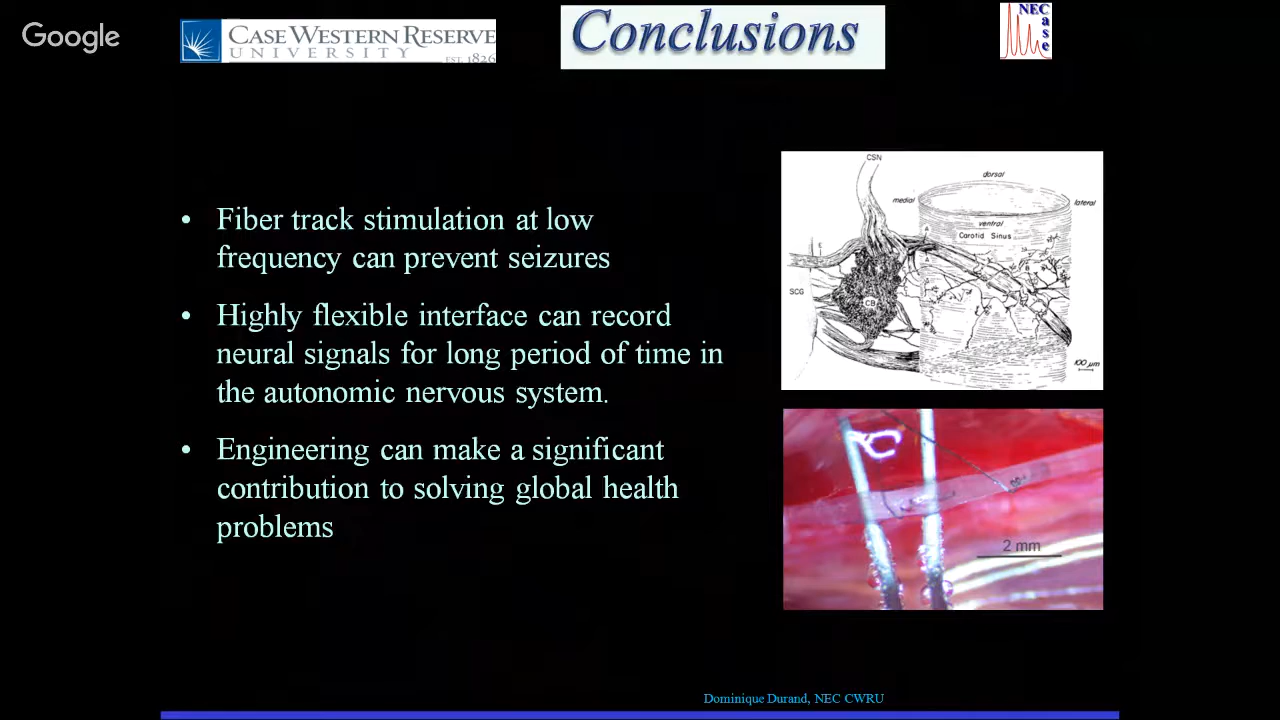 Google
CASE WESTERN RESERVE
UNIVERSITY
EST. 1826
Conclusions
NEC
Case
• Fiber track stimulation at low
frequency can prevent seizures
• Highly flexible interface can record
neural signals for long period of time in
the autonomic nervous system.
• Engineering can make a significant
contribution to solving global health
problems
CSN
dorsal
medial
lateral
ventral
Carotid Sinus
E
A
A
B
SCG
CB
100 μm
2 mm
Dominique Durand, NEC CWRU